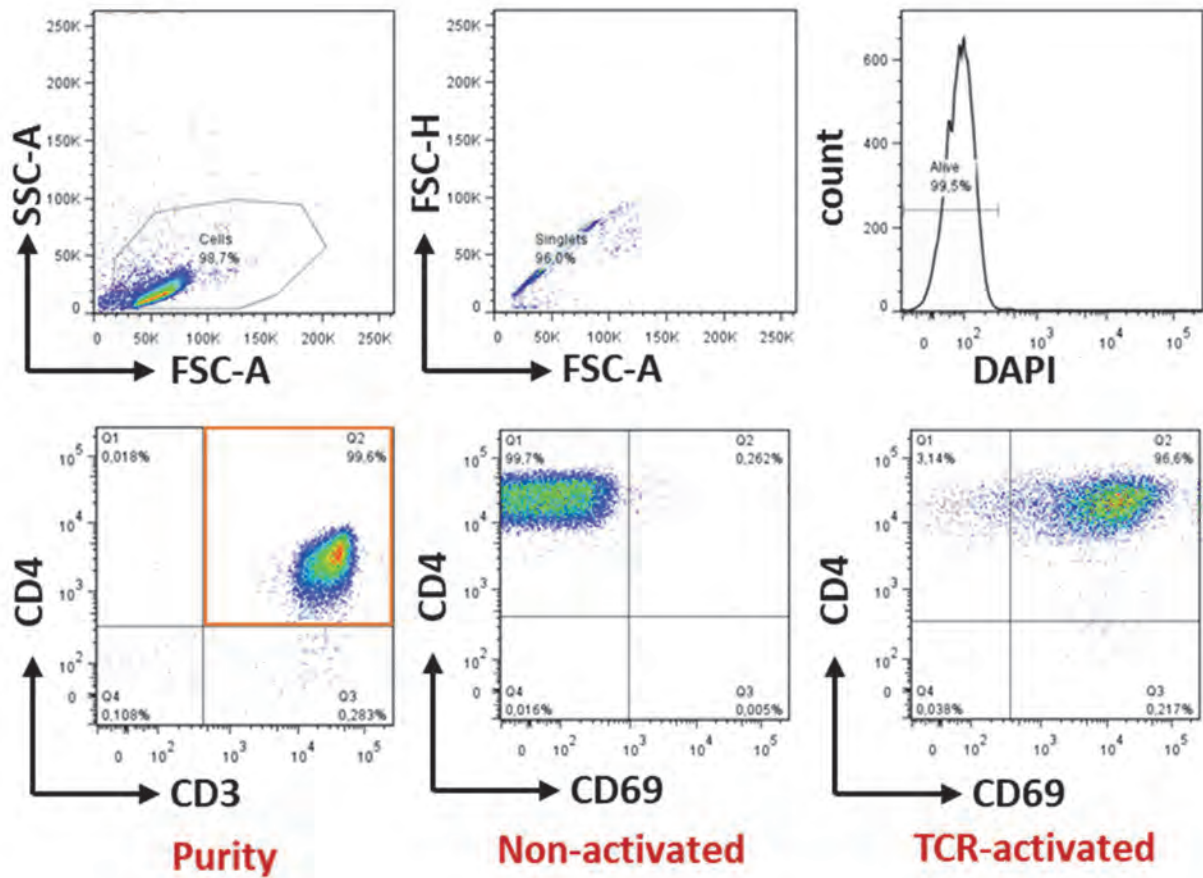 250K
200K
150K
100K
50K
0
SSC-A
Cells
98,7%
0 50K 100K 150K 200K 250K
FSC-A
250K
200K
150K
100K
50K
0
FSC-H
Singlets
96,0%
0 50K 100K 150K 200K 250K
FSC-A
600
400
200
0
count
Alive
99,5%
0 10² 10³ 10⁴ 10⁵
DAPI
10⁵
10⁴
10³
10²
0
CD4
Q1
0,018%
Q2
99,6%
Q4
0,108%
Q3
0,283%
0 10² 10³ 10⁴ 10⁵
CD3
Purity
10⁵
10⁴
10³
10²
0
CD4
Q1
99,7%
Q2
0,262%
Q4
0,016%
Q3
0,005%
0 10² 10³ 10⁴ 10⁵
CD69
Non-activated
10⁵
10⁴
10³
10²
0
CD4
Q1
3,14%
Q2
96,6%
Q4
0,038%
Q3
0,217%
0 10² 10³ 10⁴ 10⁵
CD69
TCR-activated